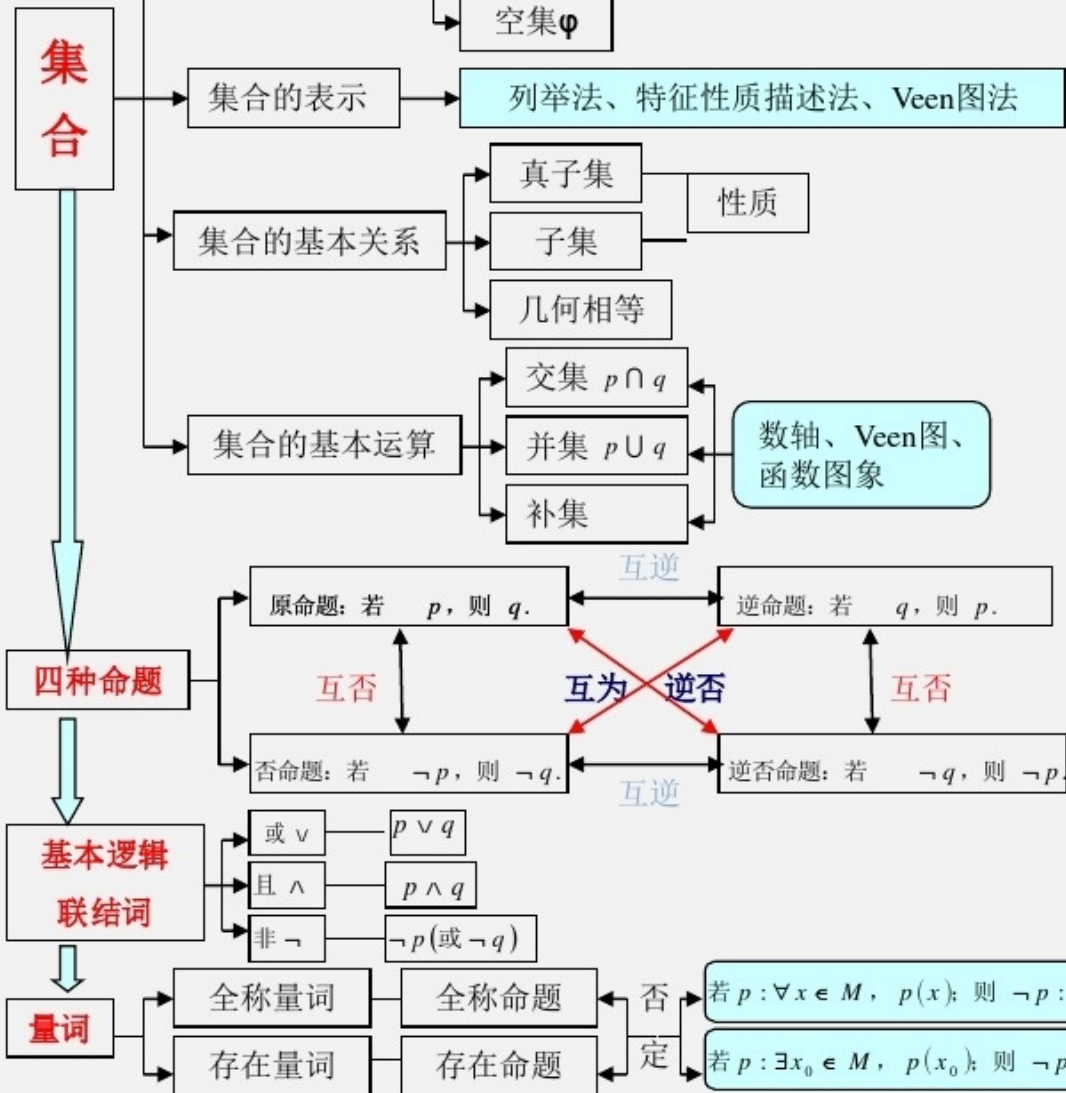 集合
空集φ
集合的表示
列举法、特征性质描述法、Veen图法
集合的基本关系
真子集
子集
几何相等
性质
集合的基本运算
交集 p∩q
并集 p∪q
补集
数轴、Veen图、
函数图象
四种命题
互逆
原命题：若 p，则 q.
逆命题：若 q，则 p.
互否
互为 逆否
互否
否命题：若 ¬p，则 ¬q.
逆否命题：若 ¬q，则 ¬p.
互逆
基本逻辑
联结词
或 ∨
p∨q
且 ∧
p∧q
非 ¬
¬p(或¬q)
量词
全称量词
全称命题
存在量词
存在命题
否
定
若 p:∀x∈M，p(x); 则 ¬p:
若 p:∃x₀∈M，p(x₀); 则 ¬p